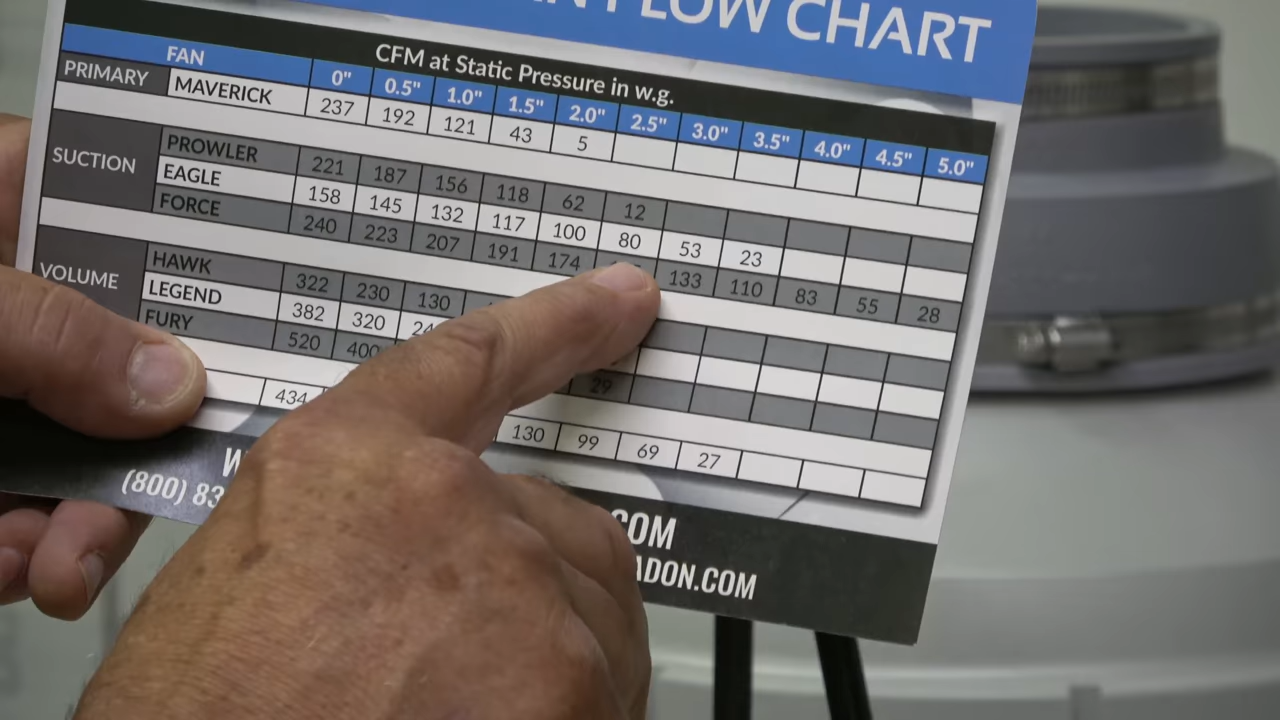 FLOW CHART
CFM at Static Pressure in w.g.
FAN 0" 0.5" 1.0" 1.5" 2.0" 2.5" 3.0" 3.5" 4.0" 4.5" 5.0"
PRIMARY MAVERICK 237 192 121 43 5
SUCTION
PROWLER 221 187 156 118 62 12
EAGLE 158 145 132 117 100 80 53 23
FORCE 240 223 207 191 174 133 110 83 55 28
VOLUME
HAWK 322 230 130
LEGEND 382 320
FURY 520 400 29
434 130 99 69 27
.COM
(800) 83
ADON.COM